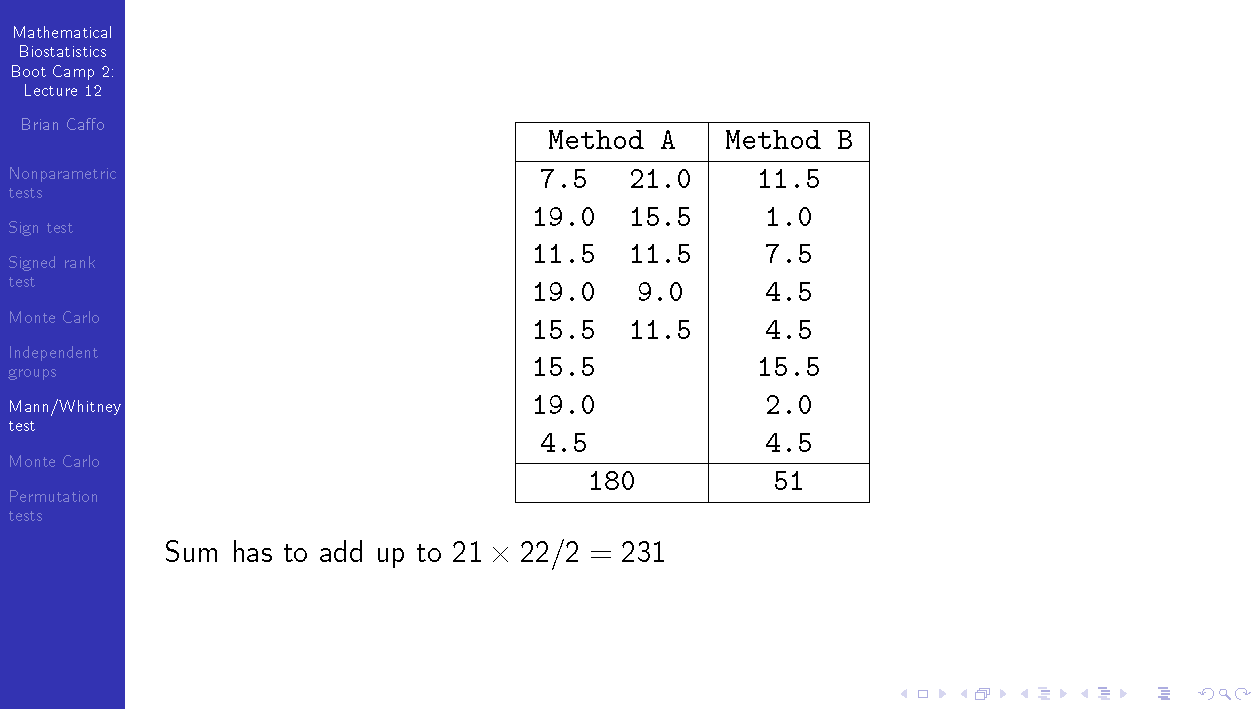 Mathematical
Biostatistics
Boot Camp 2:
Lecture 12
Brian Caffo
Nonparametric
tests
Sign test
Signed rank
test
Monte Carlo
Independent
groups
Mann/Whitney
test
Monte Carlo
Permutation
tests
Method A Method B
7.5 21.0 11.5
19.0 15.5 1.0
11.5 11.5 7.5
19.0 9.0 4.5
15.5 11.5 4.5
15.5 15.5
19.0 2.0
4.5 4.5
180 51
Sum has to add up to 21 × 22/2 = 231